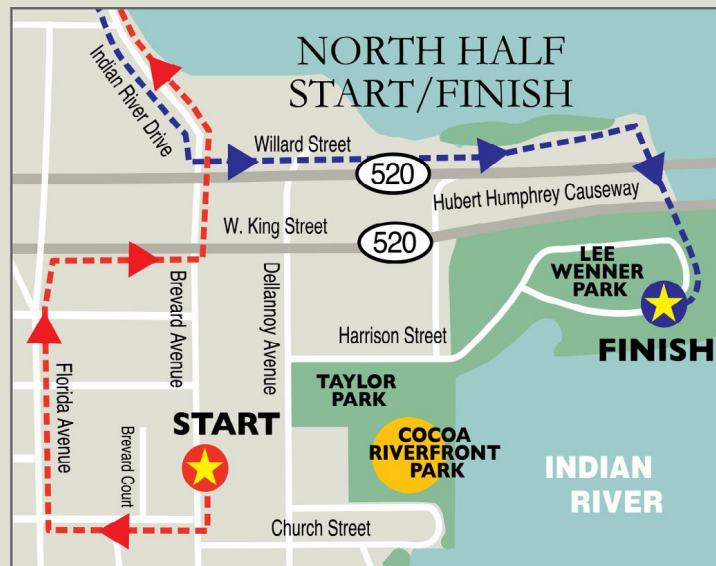 NORTH HALF
START/FINISH
Indian River Drive
Willard Street
520
Hubert Humphrey Causeway
W. King Street
520
LEE
WENNER
PARK
Brevard Avenue
Dellannoy Avenue
Harrison Street
FINISH
Florida Avenue
TAYLOR
PARK
START
Brevard Court
COCOA
RIVERFRONT
PARK
INDIAN
RIVER
Church Street